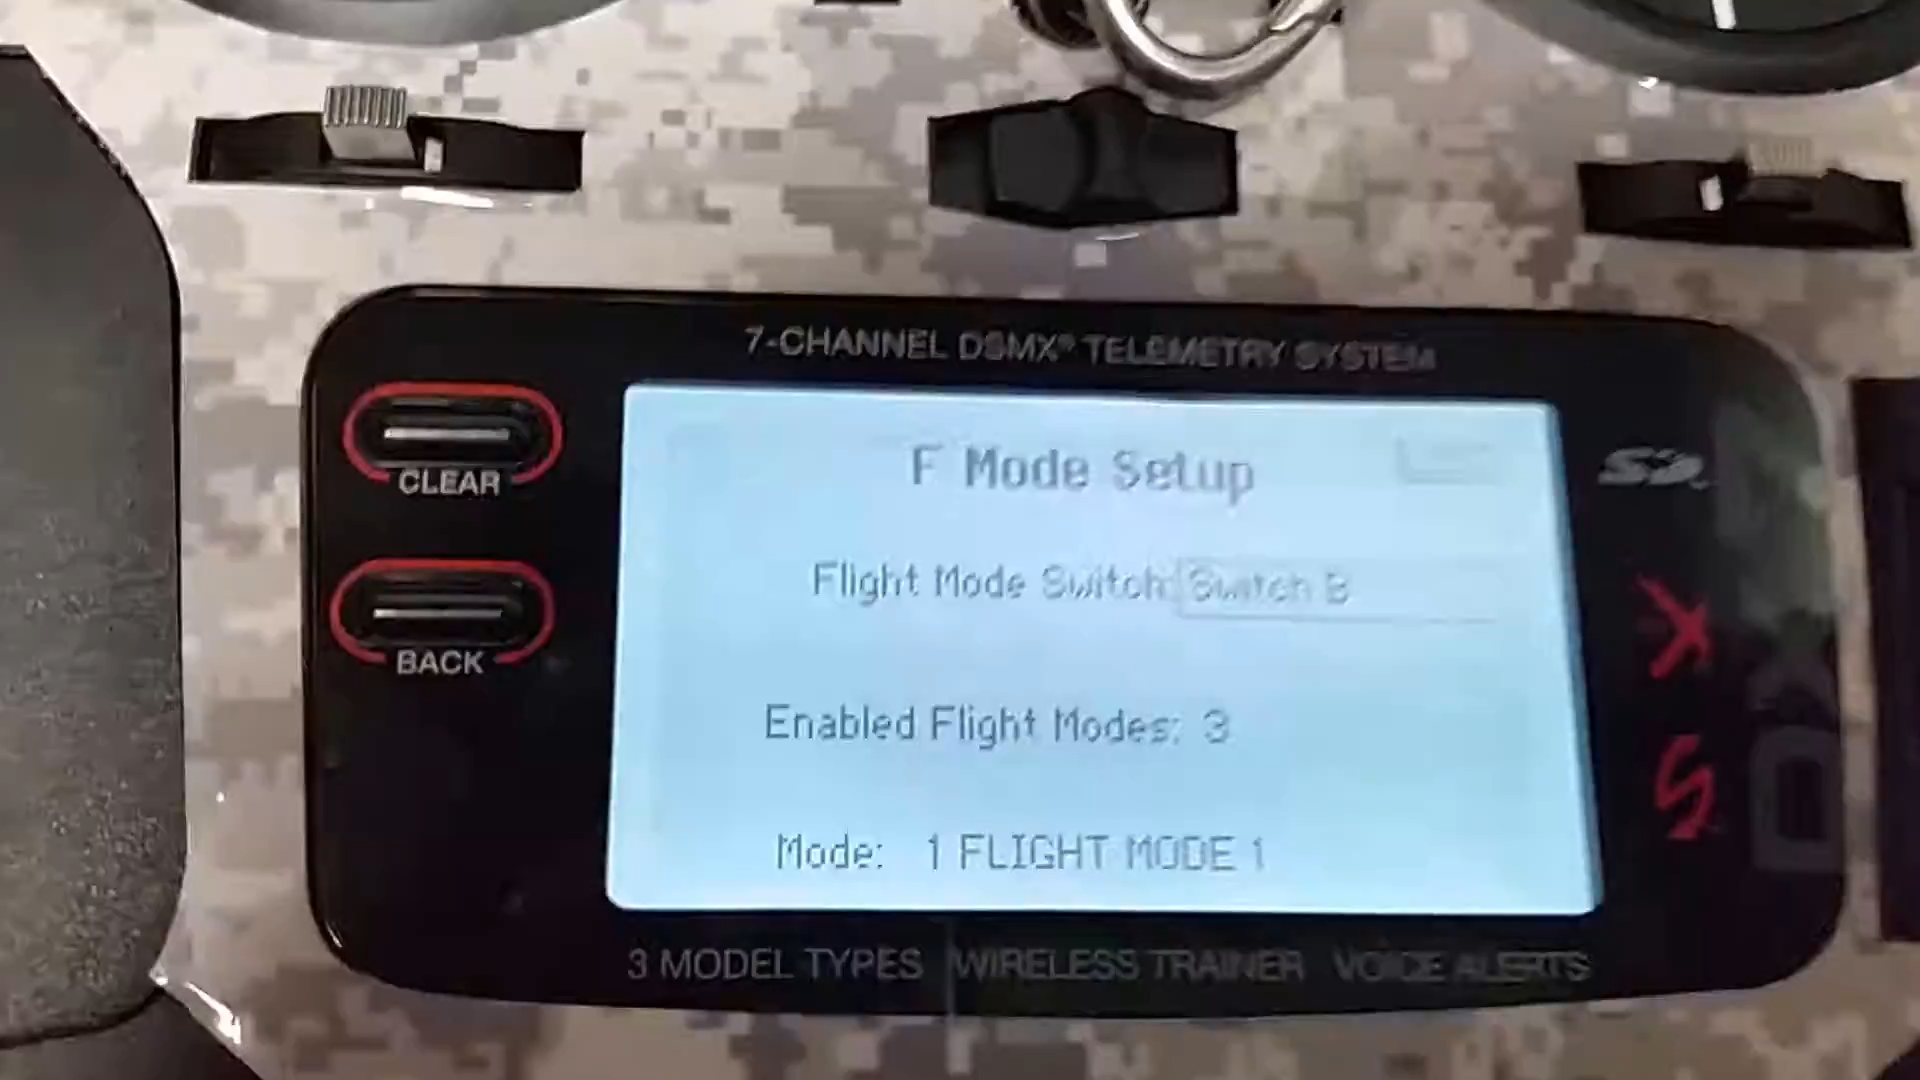 7-CHANNEL DSMX® TELEMETRY SYSTEM
CLEAR
BACK
F Mode Setup
Flight Mode Switch: Switch B
Enabled Flight Modes: 3
Mode: 1 FLIGHT MODE 1
3 MODEL TYPES WIRELESS TRAINER VOICE ALERTS